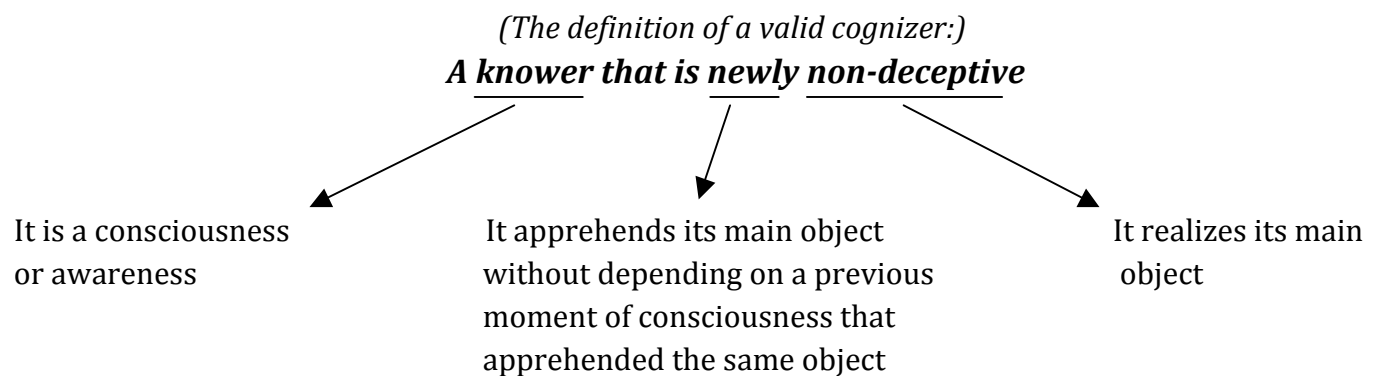 (The definition of a valid cognizer:)
A knower that is newly non-deceptive
It is a consciousness
or awareness
It apprehends its main object
without depending on a previous
moment of consciousness that
apprehended the same object
It realizes its main
object